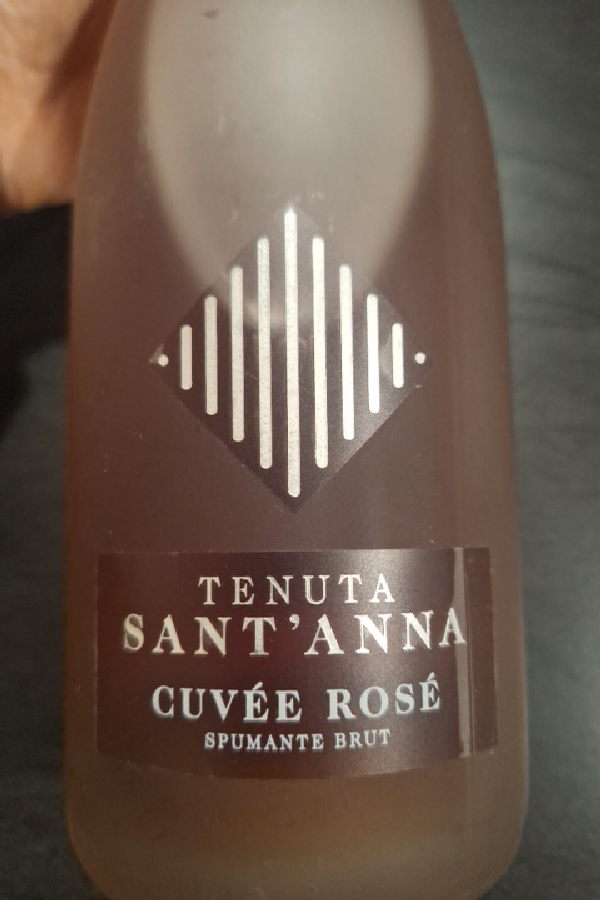 TENUTA
SANT'ANNA
CUVÉE ROSÉ
SPUMANTE BRUT